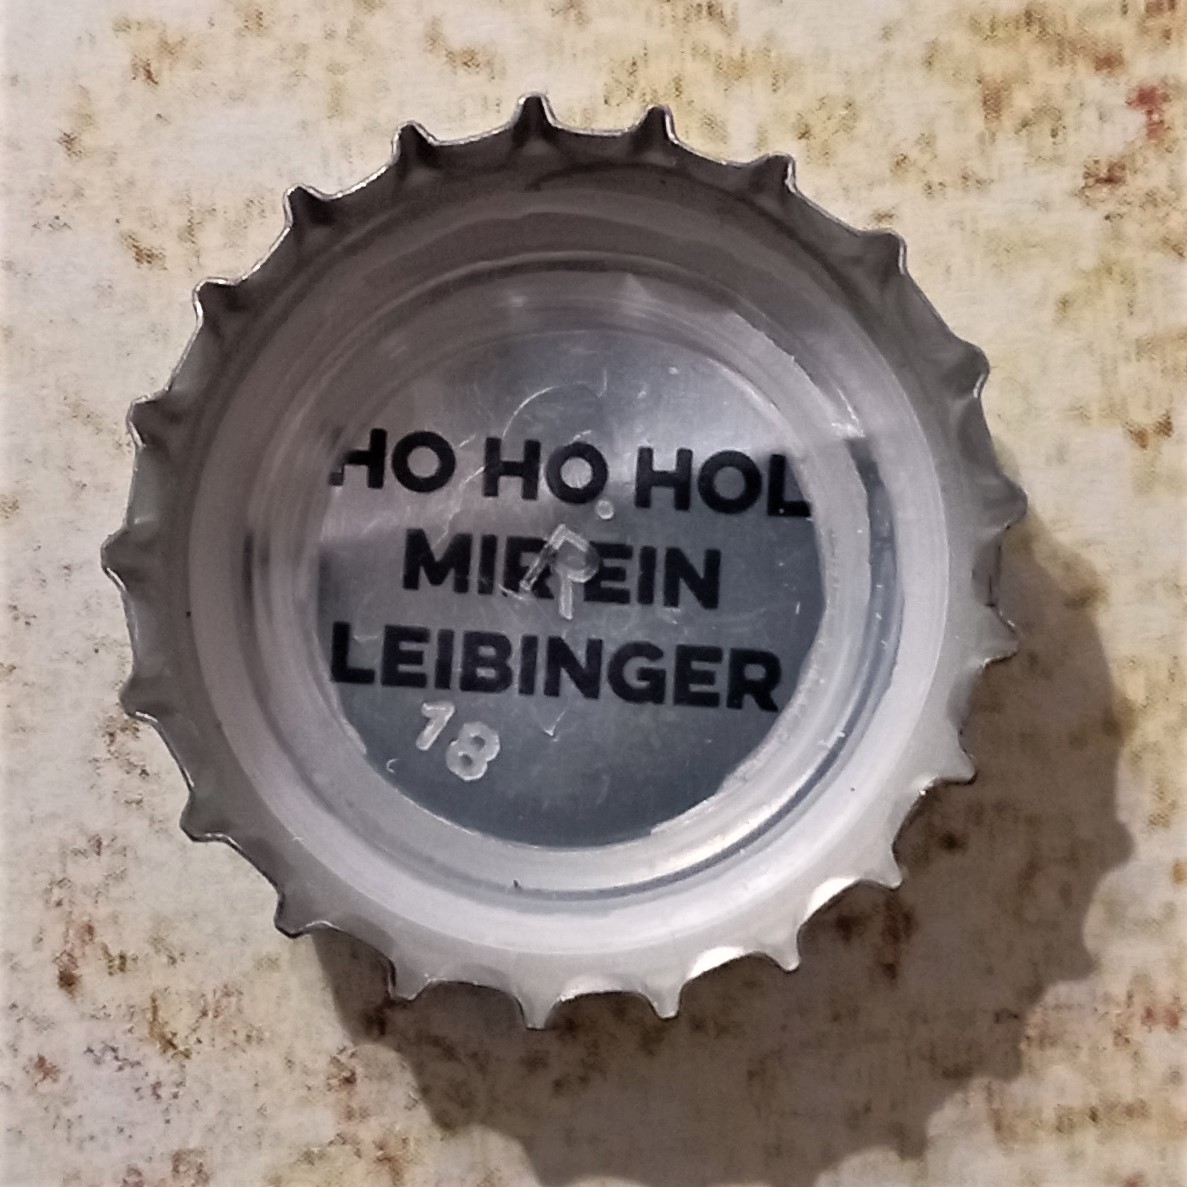 HO HO HOL
MIR EIN
LEIBINGER
18